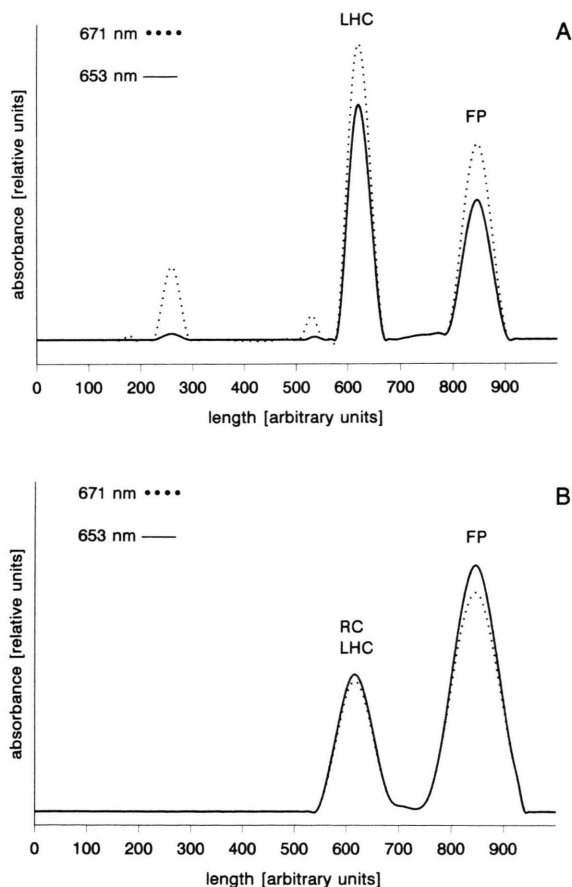 A
671 nm ••••
653 nm —
LHC
FP
absorbance [relative units]
0 100 200 300 400 500 600 700 800 900
length [arbitrary units]
B
671 nm ••••
653 nm —
FP
RC
LHC
absorbance [relative units]
0 100 200 300 400 500 600 700 800 900
length [arbitrary units]